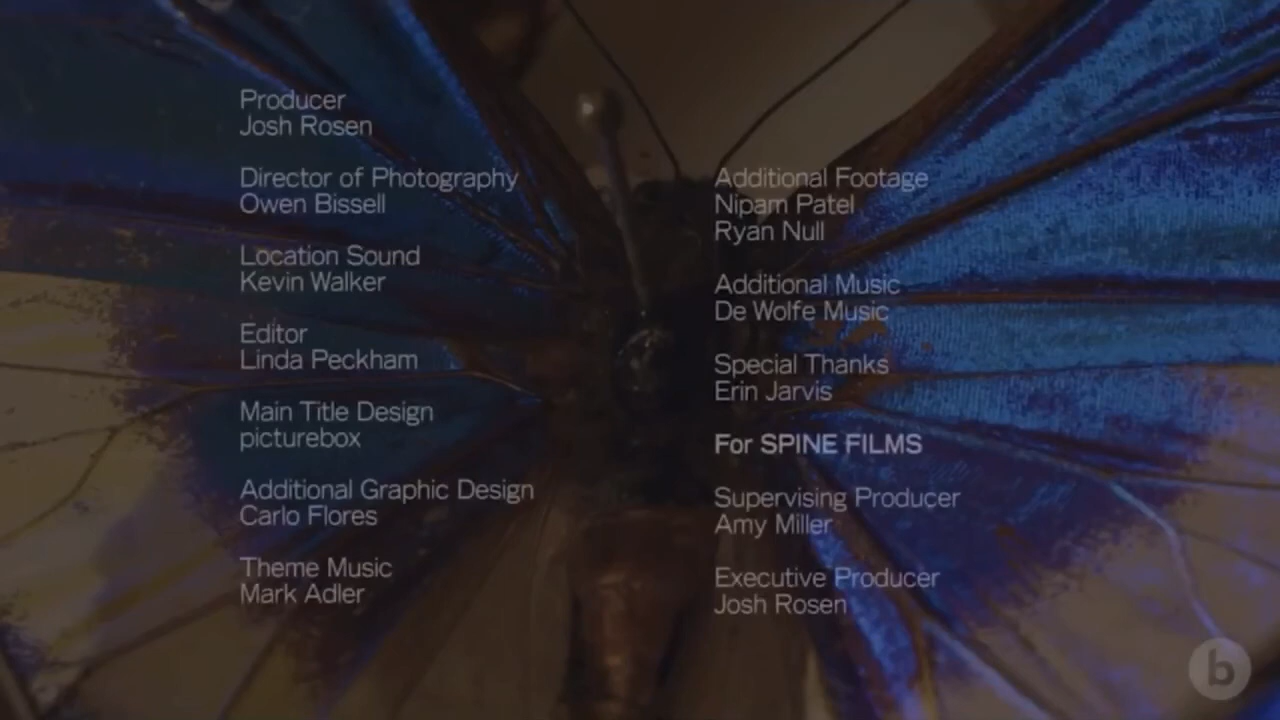 Producer
Josh Rosen
Director of Photography
Owen Bissell
Location Sound
Kevin Walker
Editor
Linda Peckham
Main Title Design
picturebox
Additional Graphic Design
Carlo Flores
Theme Music
Mark Adler
Additional Footage
Nipam Patel
Ryan Null
Additional Music
De Wolfe Music
Special Thanks
Erin Jarvis
For SPINE FILMS
Supervising Producer
Amy Miller
Executive Producer
Josh Rosen
b